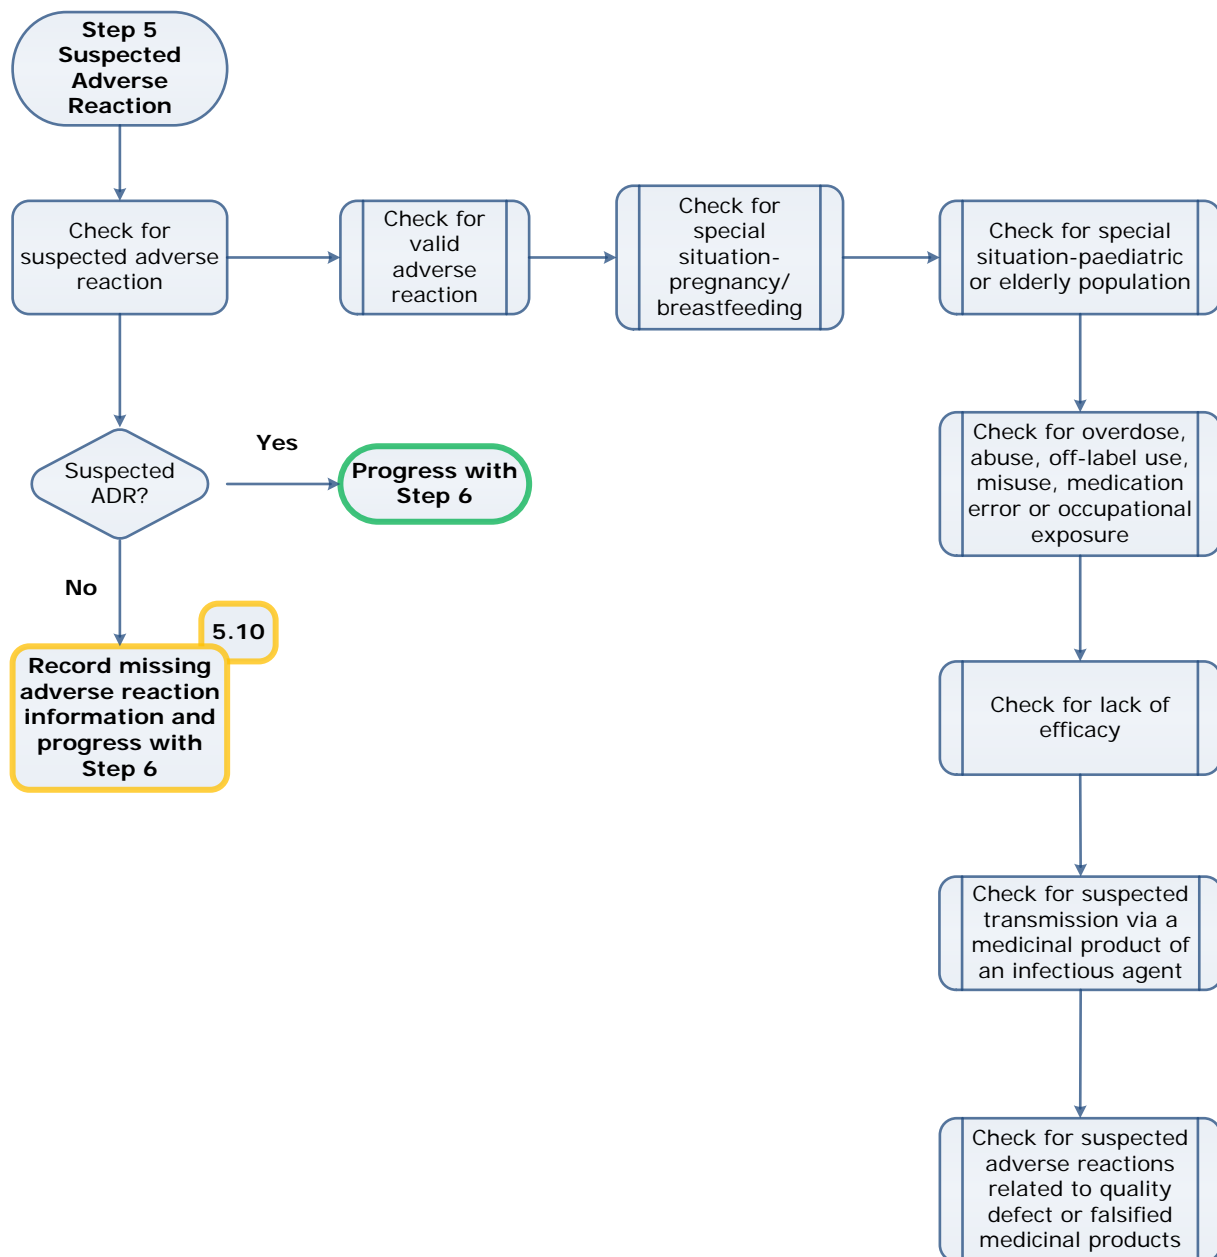 Step 5
Suspected
Adverse
Reaction
Check for
suspected adverse
reaction
Check for
valid
adverse
reaction
Check for
special
situation-
pregnancy/
breastfeeding
Check for special
situation-paediatric
or elderly population
Suspected
ADR?
Yes
Progress with
Step 6
Check for overdose,
abuse, off-label use,
misuse, medication
error or occupational
exposure
No
5.10
Record missing
adverse reaction
information and
progress with
Step 6
Check for lack of
efficacy
Check for suspected
transmission via a
medicinal product of
an infectious agent
Check for suspected
adverse reactions
related to quality
defect or falsified
medicinal products